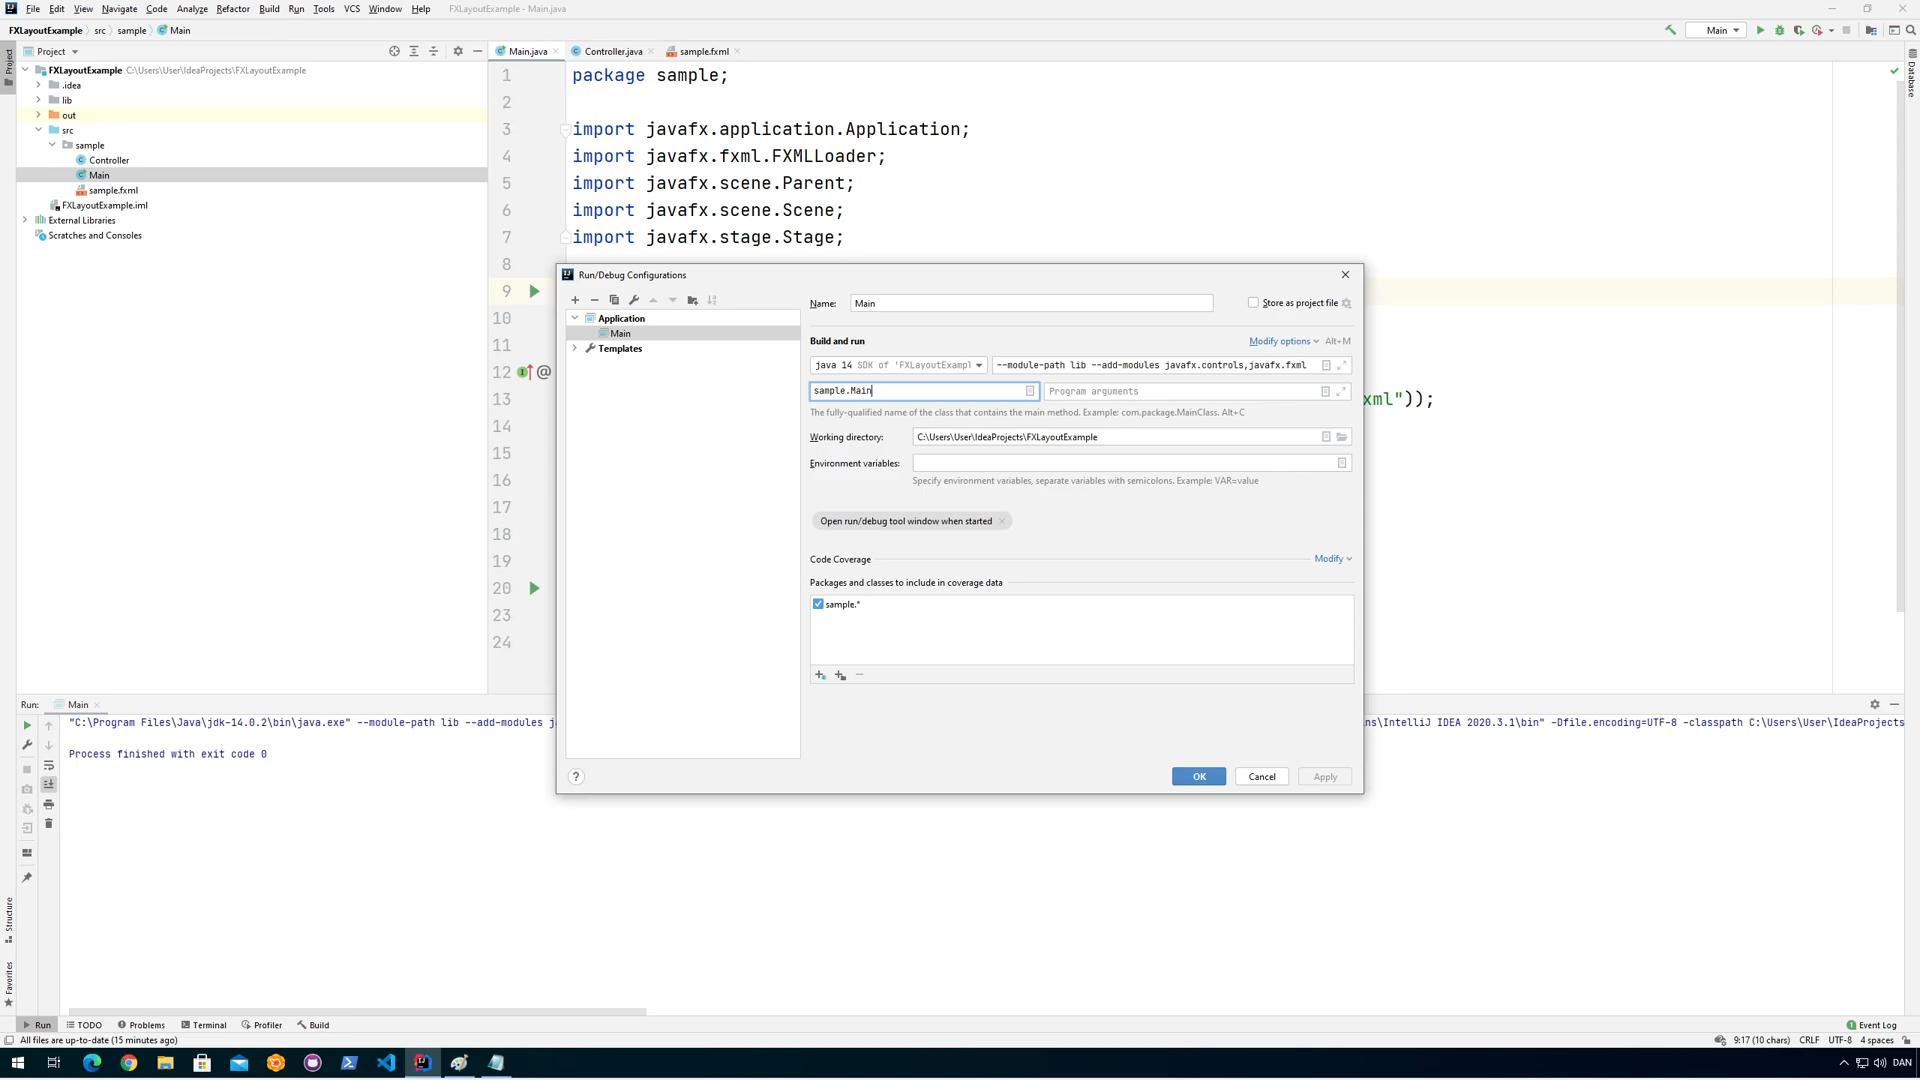 File Edit View Navigate Code Analyze Refactor Build Run Tools VCS Window Help FXLayoutExample - Main.java
FXLayoutExample src sample Main
Main
Project
Main.java Controller.java sample.fxml
Project
Database
FXLayoutExample C:\Users\User\IdeaProjects\FXLayoutExample
.idea
lib
out
src
sample
Controller
Main
sample.fxml
FXLayoutExample.iml
External Libraries
Scratches and Consoles
1 package sample;
2
3 import javafx.application.Application;
4 import javafx.fxml.FXMLLoader;
5 import javafx.scene.Parent;
6 import javafx.scene.Scene;
7 import javafx.stage.Stage;
8
9
10
11
12 @
13 xml"));
14
15
16
17
18
19
20
23
24
Run/Debug Configurations
Application
Main
Templates
Name: Main Store as project file
Build and run Modify options Alt+M
java 14 SDK of 'FXLayoutExampl --module-path lib --add-modules javafx.controls,javafx.fxml
sample.Main Program arguments
The fully-qualified name of the class that contains the main method. Example: com.package.MainClass. Alt+C
Working directory: C:\Users\User\IdeaProjects\FXLayoutExample
Environment variables:
Specify environment variables, separate variables with semicolons. Example: VAR=value
Open run/debug tool window when started
Code Coverage Modify
Packages and classes to include in coverage data
sample.*
? OK Cancel Apply
Run: Main
"C:\Program Files\Java\jdk-14.0.2\bin\java.exe" --module-path lib --add-modules j ns\IntelliJ IDEA 2020.3.1\bin" -Dfile.encoding=UTF-8 -classpath C:\Users\User\IdeaProjects
Process finished with exit code 0
Structure
Favorites
Run TODO Problems Terminal Profiler Build 1 Event Log
All files are up-to-date (15 minutes ago) 9:17 (10 chars) CRLF UTF-8 4 spaces
DAN